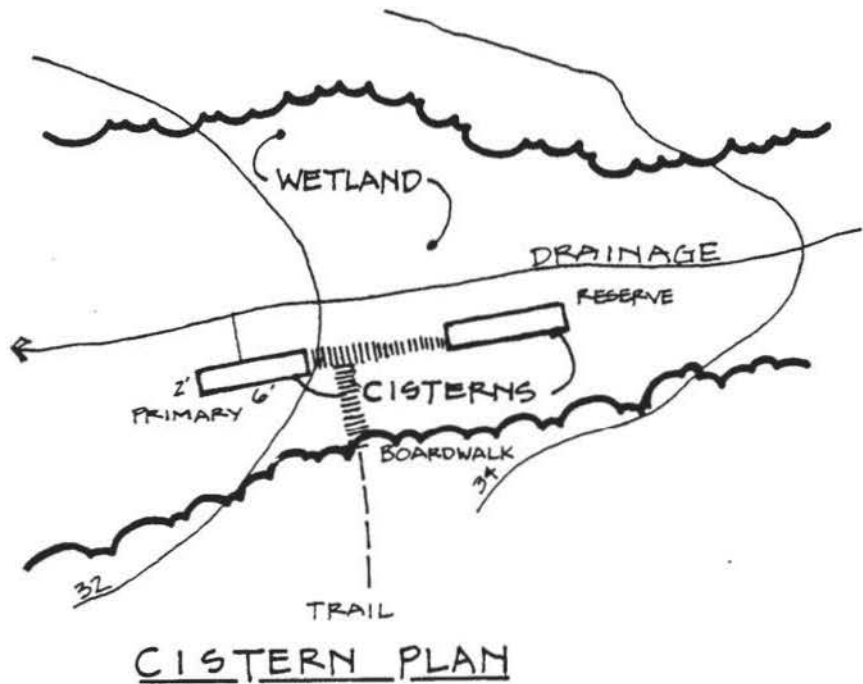 WETLAND
DRAINAGE
RESERVE
2'
6'
CISTERNS
PRIMARY
BOARDWALK
34
32
TRAIL
CISTERN PLAN